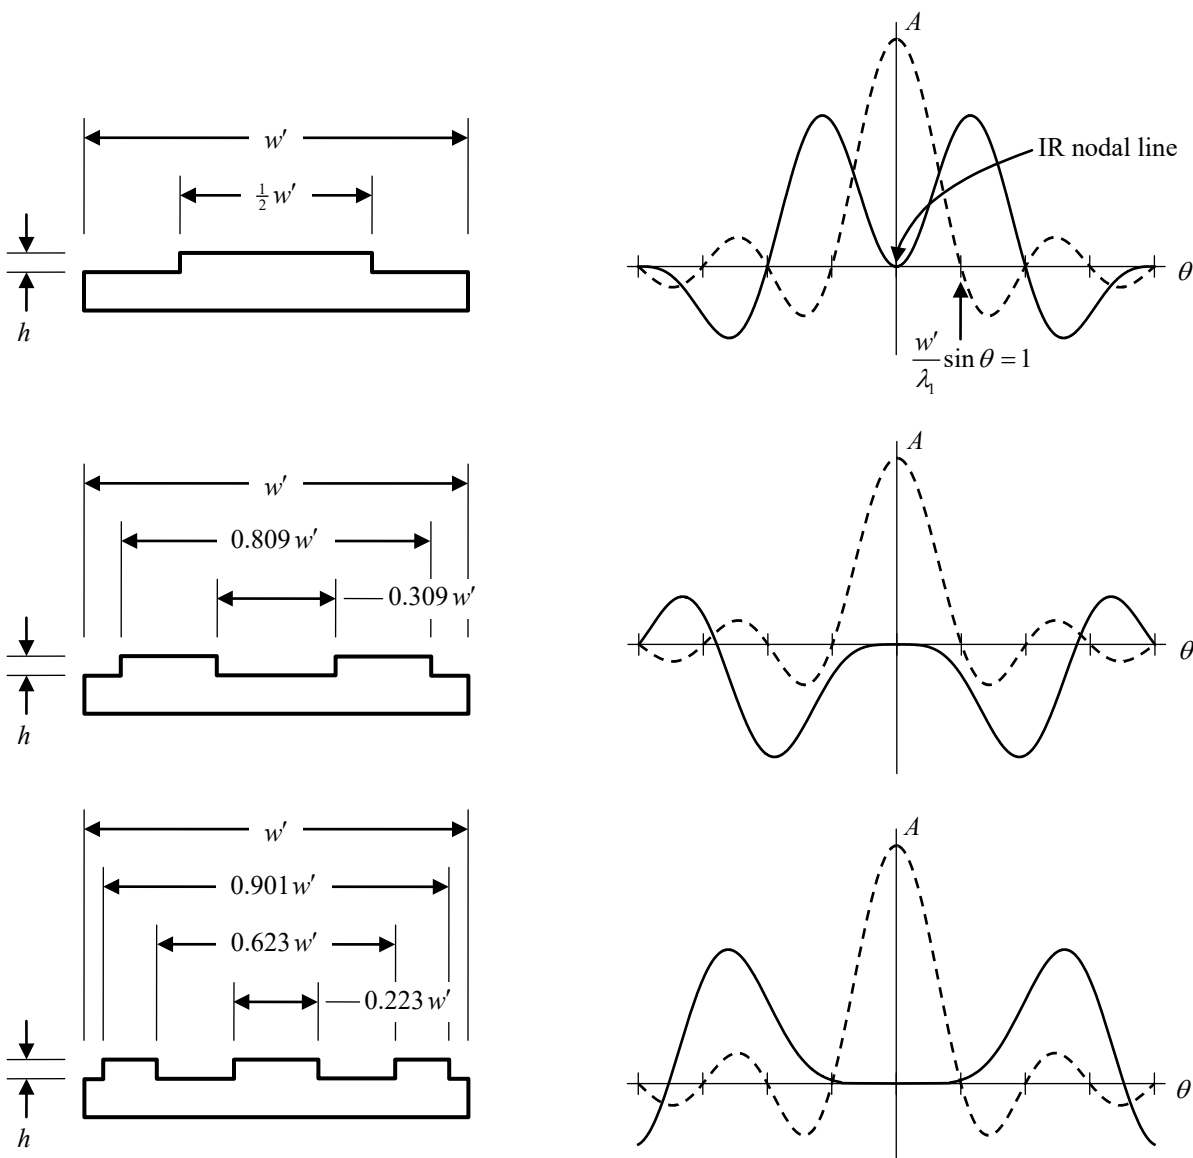 A
w′
IR nodal line
½ w′
θ
h
w′/λ₁ sin θ = 1
A
w′
0.809 w′
0.309 w′
θ
h
A
w′
0.901 w′
0.623 w′
0.223 w′
θ
h